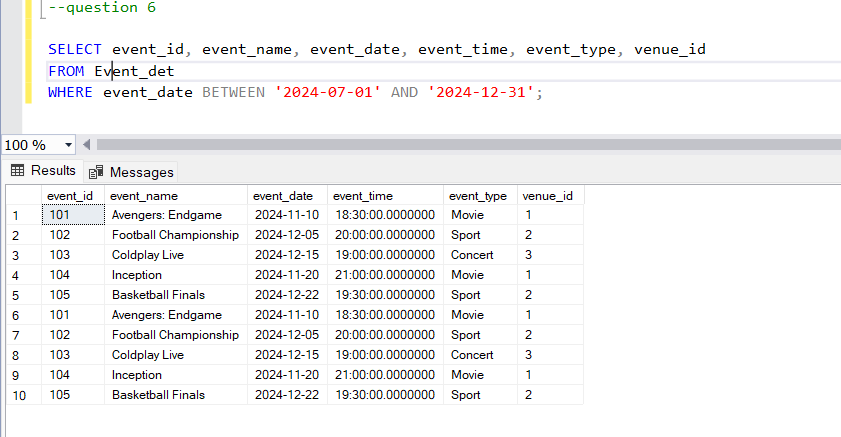 --question 6
SELECT event_id, event_name, event_date, event_time, event_type, venue_id
FROM Event_det
WHERE event_date BETWEEN '2024-07-01' AND '2024-12-31';
100 %
Results Messages
event_id event_name event_date event_time event_type venue_id
1 101 Avengers: Endgame 2024-11-10 18:30:00.0000000 Movie 1
2 102 Football Championship 2024-12-05 20:00:00.0000000 Sport 2
3 103 Coldplay Live 2024-12-15 19:00:00.0000000 Concert 3
4 104 Inception 2024-11-20 21:00:00.0000000 Movie 1
5 105 Basketball Finals 2024-12-22 19:30:00.0000000 Sport 2
6 101 Avengers: Endgame 2024-11-10 18:30:00.0000000 Movie 1
7 102 Football Championship 2024-12-05 20:00:00.0000000 Sport 2
8 103 Coldplay Live 2024-12-15 19:00:00.0000000 Concert 3
9 104 Inception 2024-11-20 21:00:00.0000000 Movie 1
10 105 Basketball Finals 2024-12-22 19:30:00.0000000 Sport 2